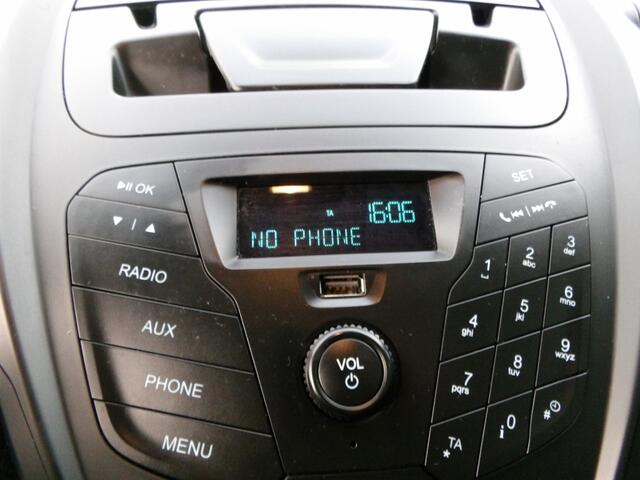 TA 16:06
NO PHONE
OK
SET
RADIO
AUX
PHONE
MENU
VOL
1
2 abc
3 def
4 ghi
5 jkl
6 mno
7 pqrs
8 tuv
9 wxyz
* TA
i 0
#